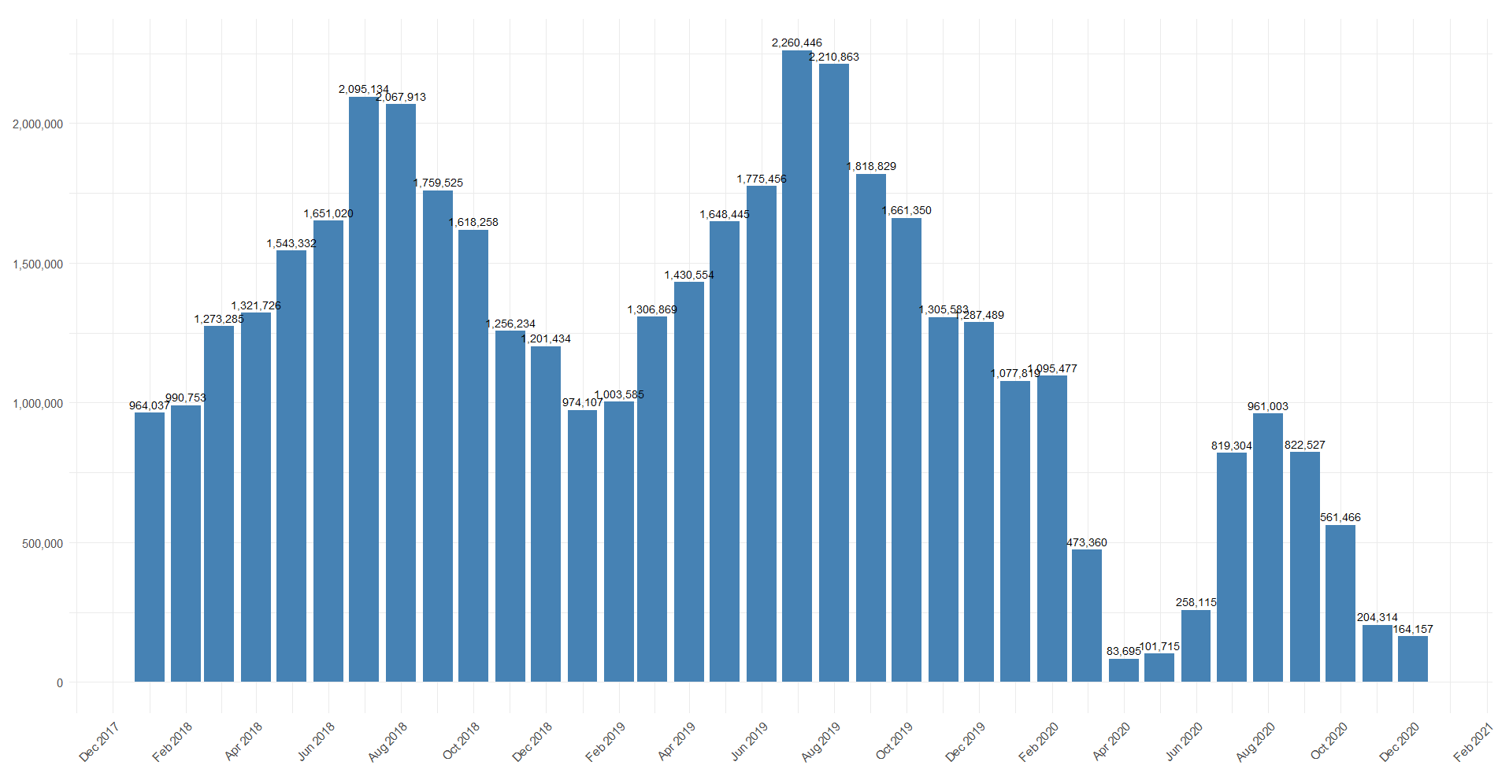 2,000,000
1,500,000
1,000,000
500,000
0
964,037
990,753
1,273,285
1,321,726
1,543,332
1,651,020
2,095,134
2,067,913
1,759,525
1,618,258
1,256,234
1,201,434
974,107
1,003,585
1,306,869
1,430,554
1,648,445
1,775,456
2,260,446
2,210,863
1,818,829
1,661,350
1,305,583
1,287,489
1,077,819
1,095,477
473,360
83,695
101,715
258,115
819,304
961,003
822,527
561,466
204,314
164,157
Dec 2017
Feb 2018
Apr 2018
Jun 2018
Aug 2018
Oct 2018
Dec 2018
Feb 2019
Apr 2019
Jun 2019
Aug 2019
Oct 2019
Dec 2019
Feb 2020
Apr 2020
Jun 2020
Aug 2020
Oct 2020
Dec 2020
Feb 2021